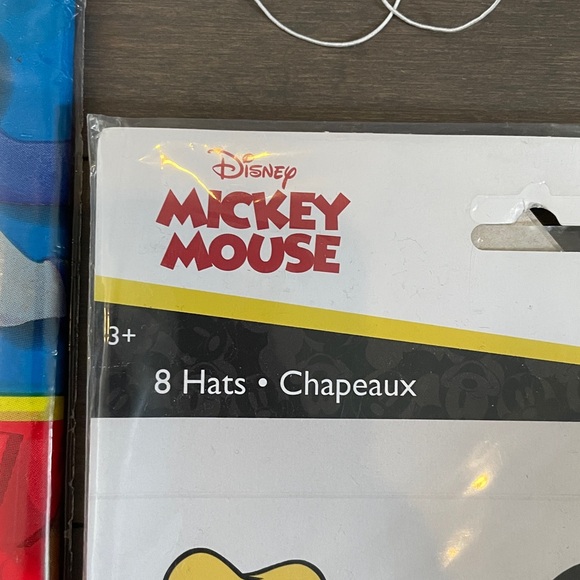 Disney
MICKEY
MOUSE
3+
8 Hats • Chapeaux